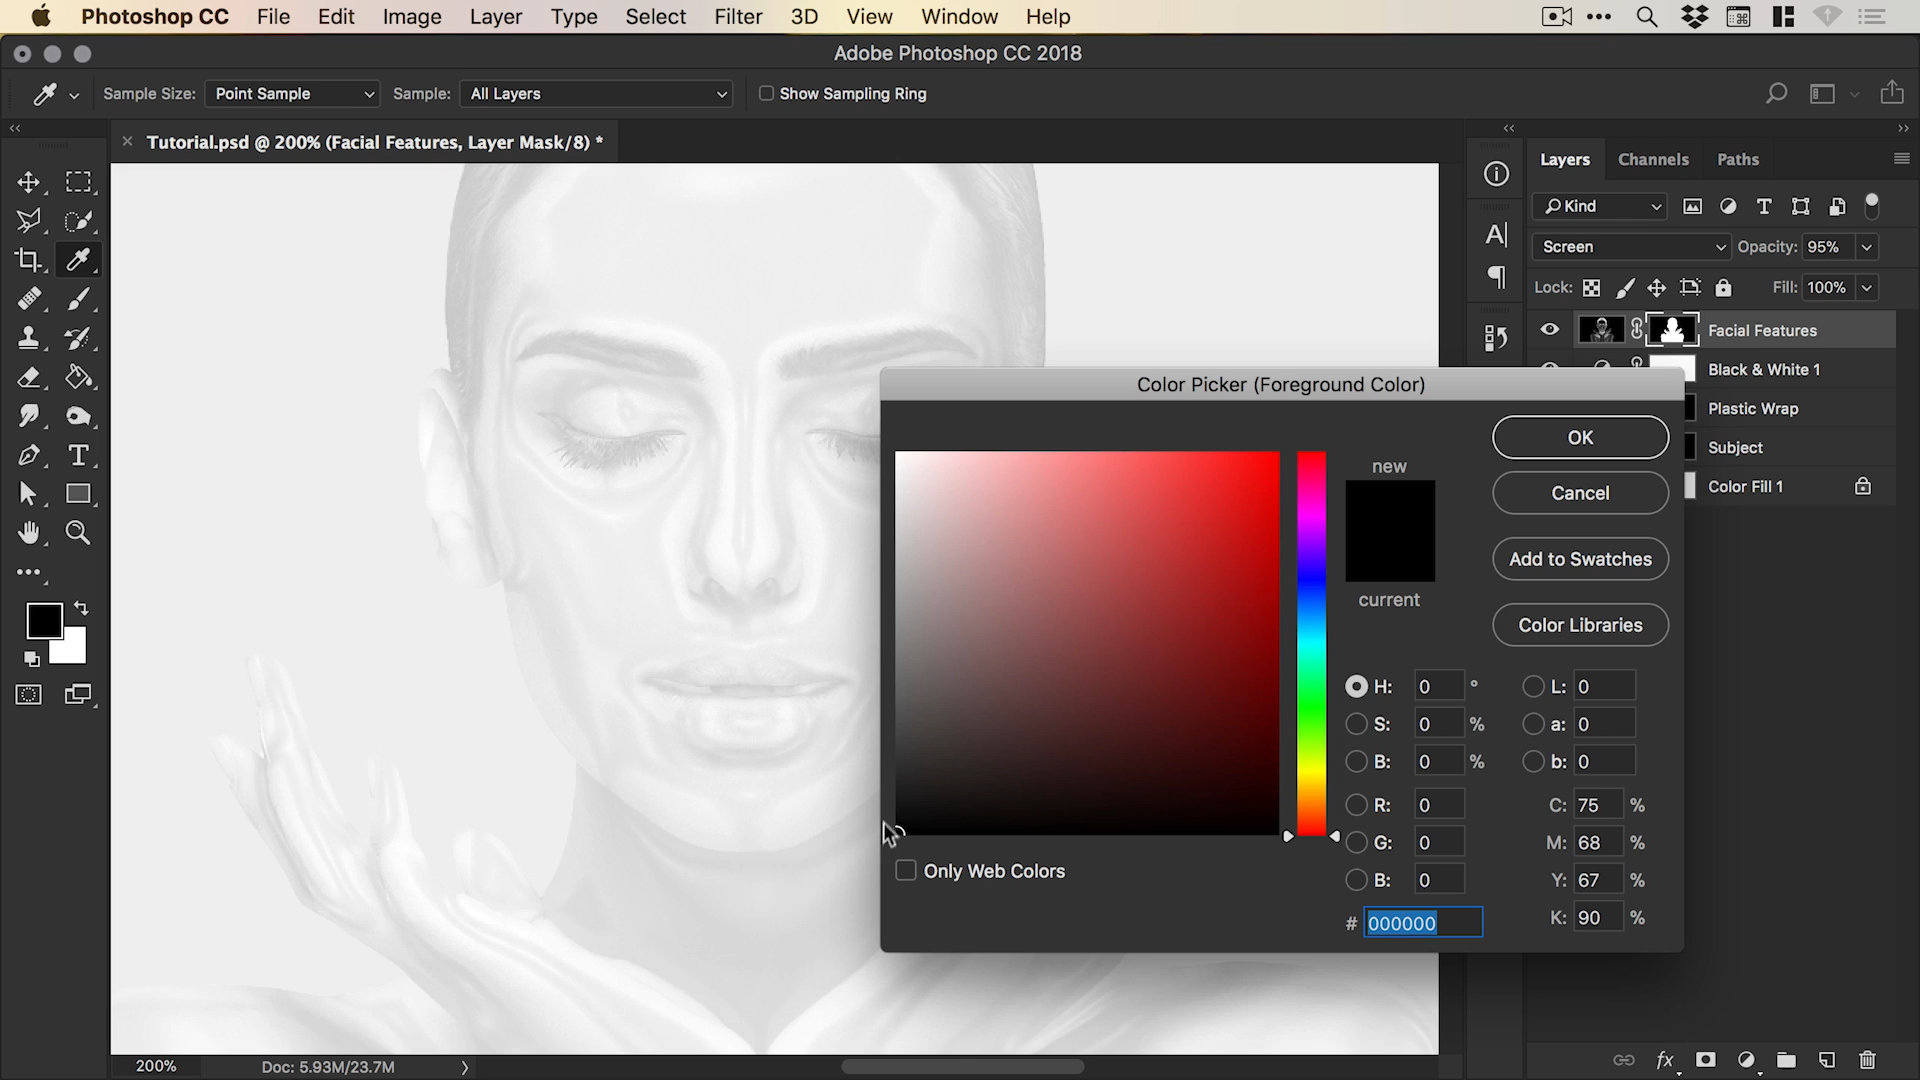 Photoshop CC File Edit Image Layer Type Select Filter 3D View Window Help
Adobe Photoshop CC 2018
Sample Size: Point Sample Sample: All Layers Show Sampling Ring
Tutorial.psd @ 200% (Facial Features, Layer Mask/8) *
Layers Channels Paths
Kind
Screen Opacity: 95%
Lock: Fill: 100%
Facial Features
Black & White 1
Plastic Wrap
Subject
Color Fill 1
Color Picker (Foreground Color)
new
current
OK
Cancel
Add to Swatches
Color Libraries
H: 0 ° L: 0
S: 0 % a: 0
B: 0 % b: 0
R: 0 C: 75 %
G: 0 M: 68 %
B: 0 Y: 67 %
# 000000 K: 90 %
Only Web Colors
200% Doc: 5.93M/23.7M
fx